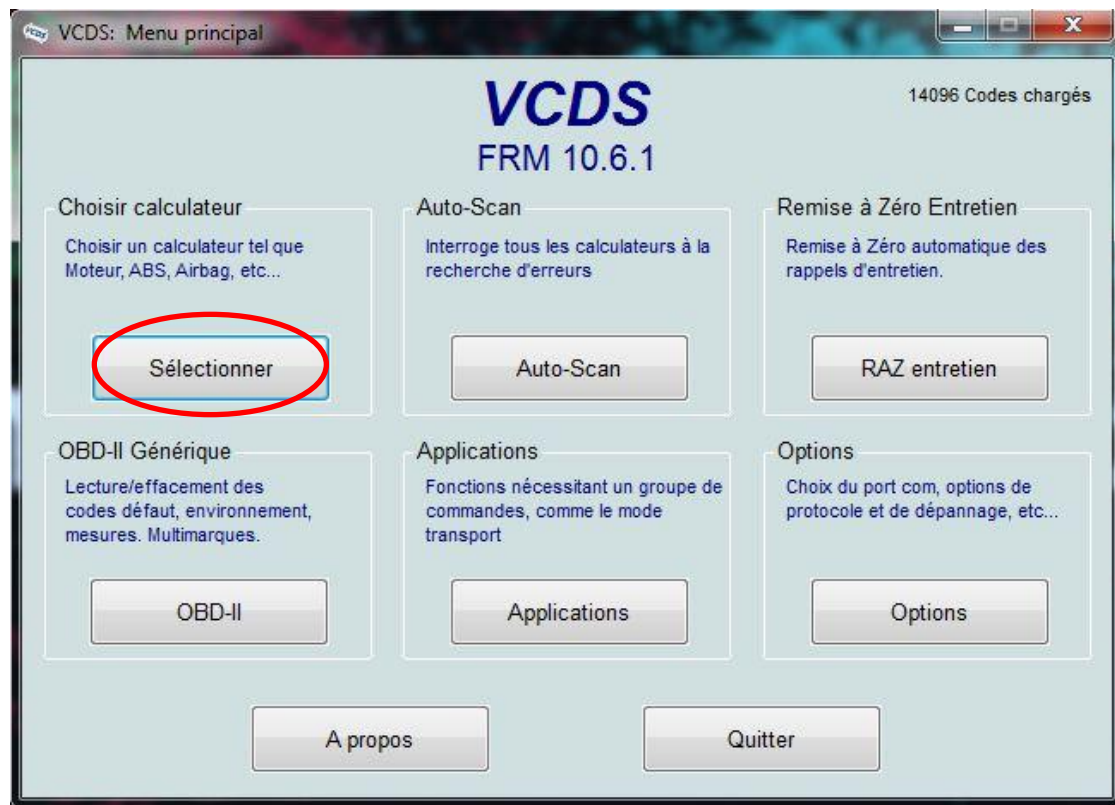 VCDS: Menu principal
VCDS
FRM 10.6.1
14096 Codes chargés
Choisir calculateur
Choisir un calculateur tel que
Moteur, ABS, Airbag, etc...
Sélectionner
Auto-Scan
Interroge tous les calculateurs à la
recherche d'erreurs
Auto-Scan
Remise à Zéro Entretien
Remise à Zéro automatique des
rappels d'entretien.
RAZ entretien
OBD-II Générique
Lecture/effacement des
codes défaut, environnement,
mesures. Multimarques.
OBD-II
Applications
Fonctions nécessitant un groupe de
commandes, comme le mode
transport
Applications
Options
Choix du port com, options de
protocole et de dépannage, etc...
Options
A propos
Quitter